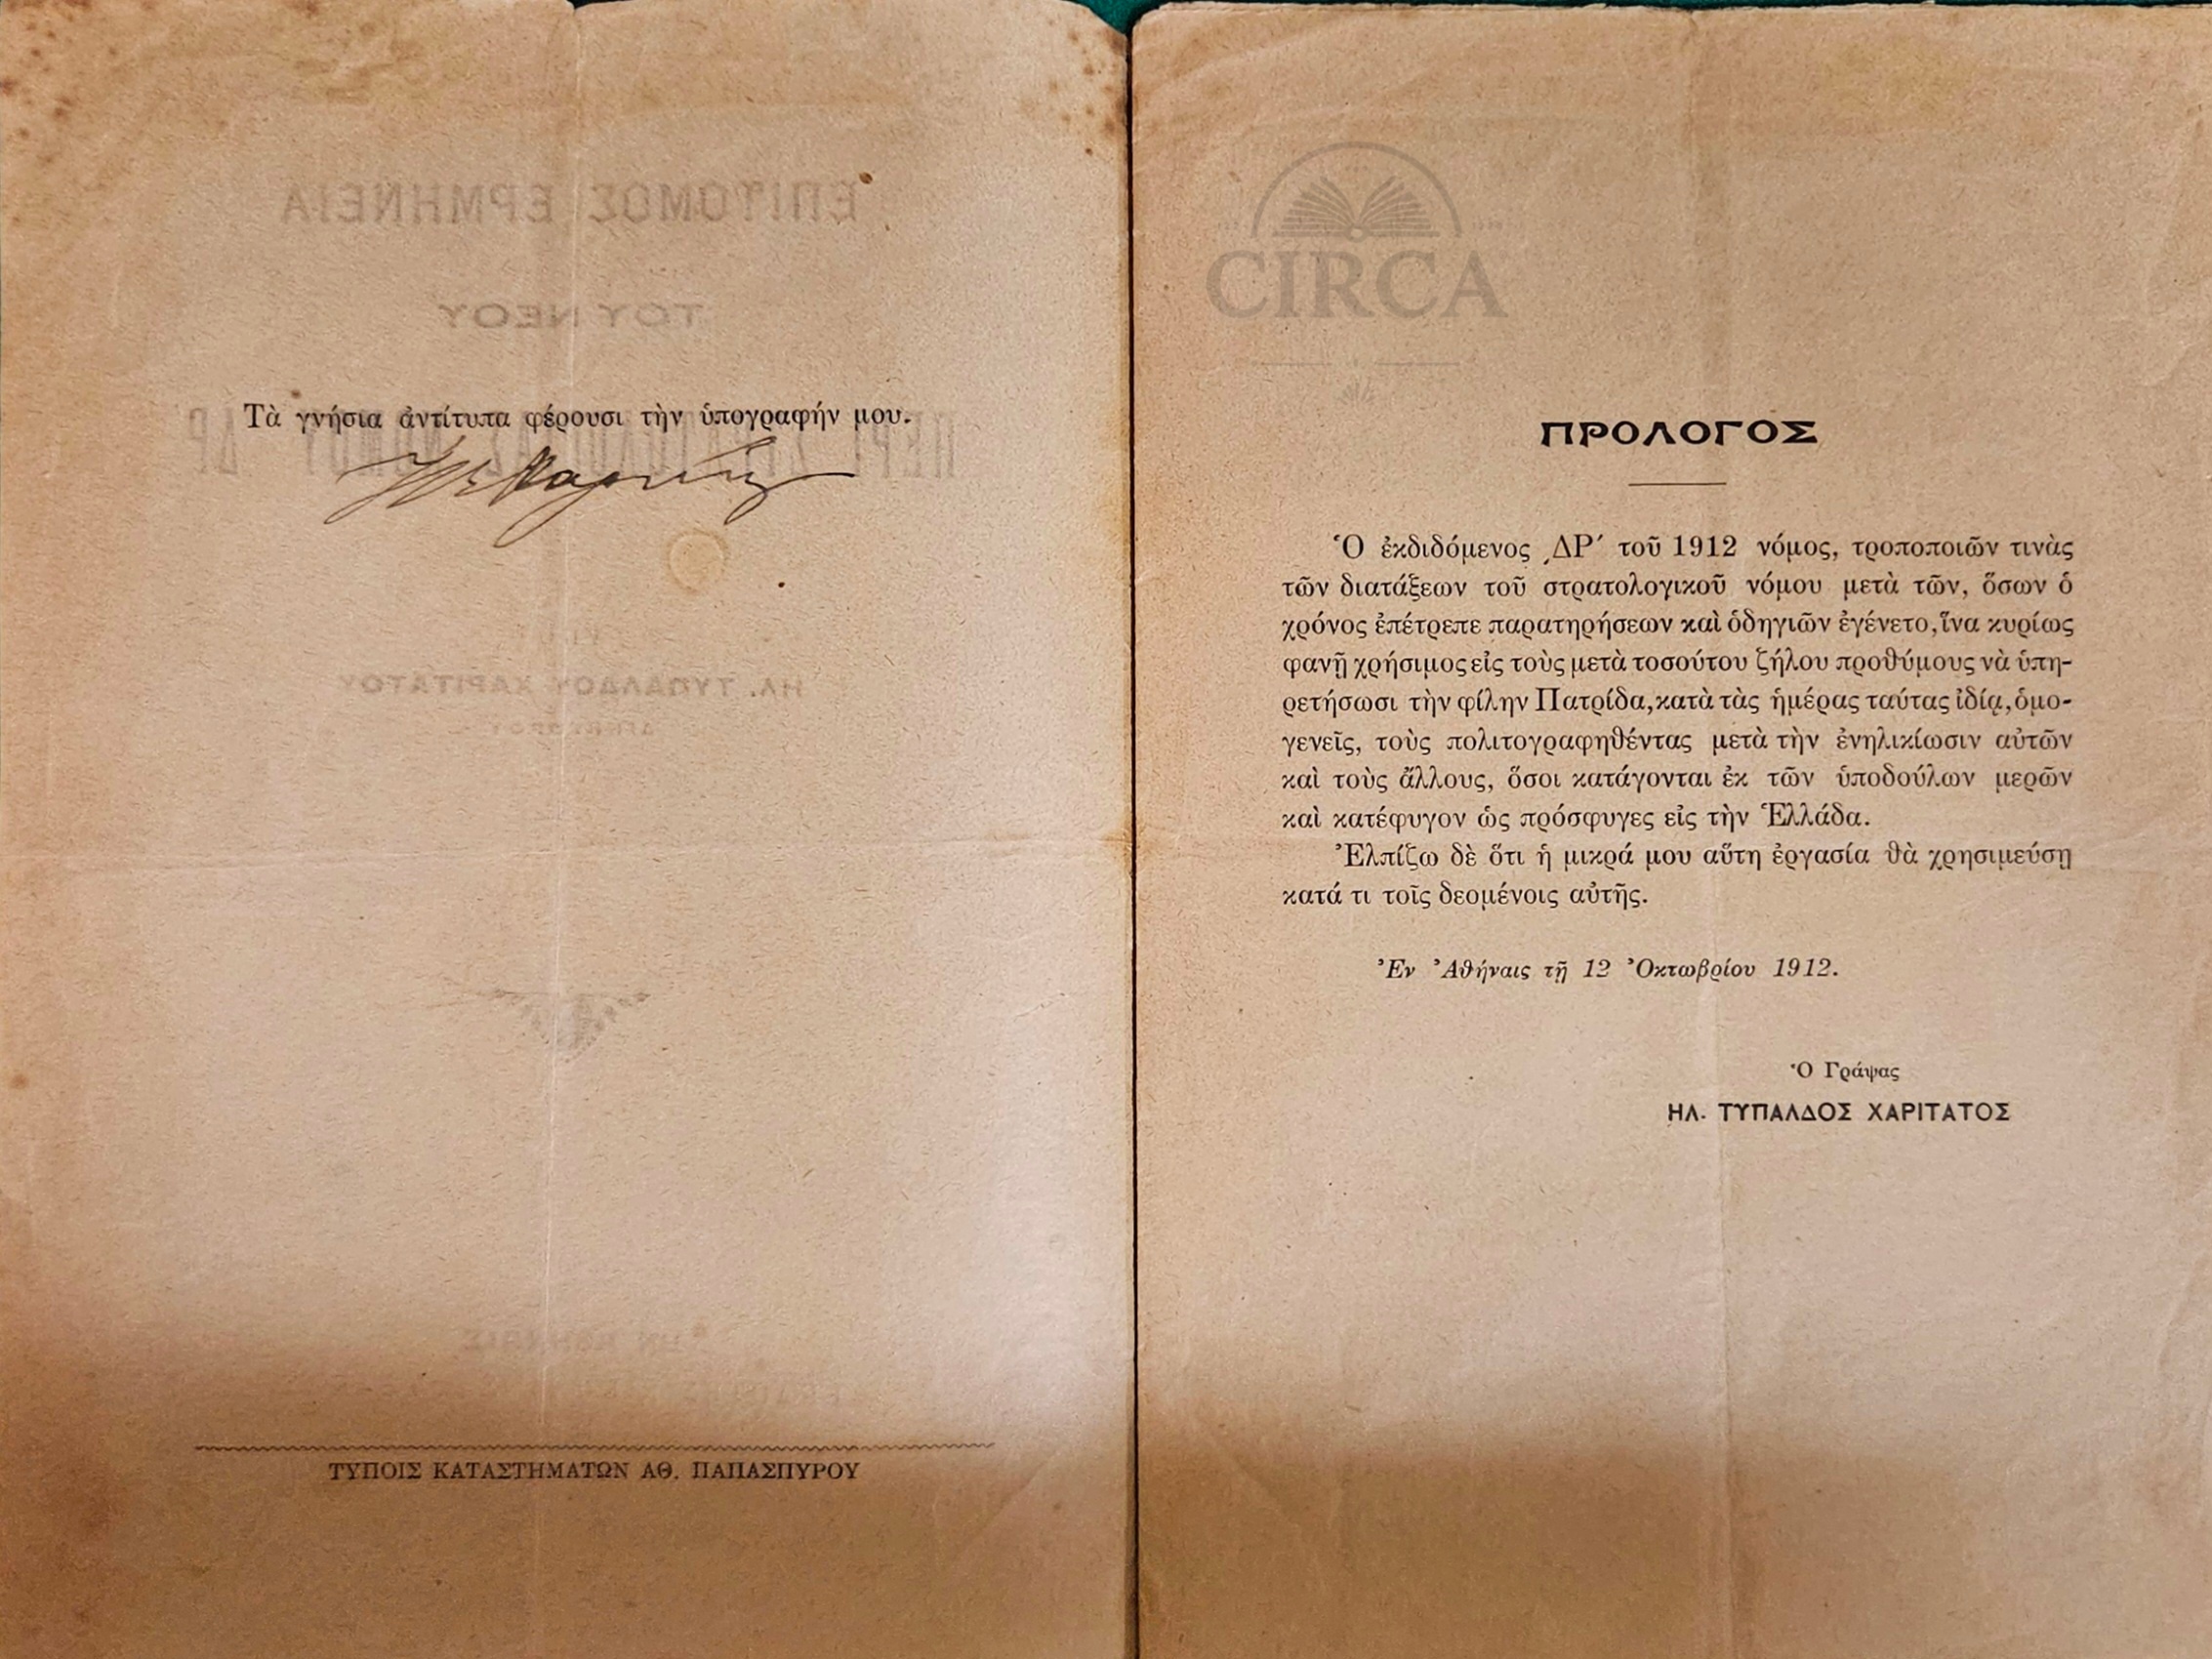 Τὰ γνήσια ἀντίτυπα φέρουσι τὴν ὑπογραφήν μου.
ΤΥΠΟΙΣ ΚΑΤΑΣΤΗΜΑΤΩΝ ΑΘ. ΠΑΠΑΣΠΥΡΟΥ
CIRCA
ΠΡΟΛΟΓΟΣ
Ὁ ἐκδιδόμενος ͵ΔΡ΄ τοῦ 1912 νόμος, τροποποιῶν τινὰς
τῶν διατάξεων τοῦ στρατολογικοῦ νόμου μετὰ τῶν, ὅσων ὁ
χρόνος ἐπέτρεπε παρατηρήσεων καὶ ὁδηγιῶν ἐγένετο, ἵνα κυρίως
φανῇ χρήσιμος εἰς τοὺς μετὰ τοσούτου ζήλου προθύμους νὰ ὑπη-
ρετήσωσι τὴν φίλην Πατρίδα, κατὰ τὰς ἡμέρας ταύτας ἰδίᾳ, ὁμο-
γενεῖς, τοὺς πολιτογραφηθέντας μετὰ τὴν ἐνηλικίωσιν αὐτῶν
καὶ τοὺς ἄλλους, ὅσοι κατάγονται ἐκ τῶν ὑποδούλων μερῶν
καὶ κατέφυγον ὡς πρόσφυγες εἰς τὴν Ἑλλάδα.
Ἐλπίζω δὲ ὅτι ἡ μικρά μου αὕτη ἐργασία θὰ χρησιμεύσῃ
κατά τι τοῖς δεομένοις αὐτῆς.
Ἐν Ἀθήναις τῇ 12 Ὀκτωβρίου 1912.
Ὁ Γράψας
ΗΛ. ΤΥΠΑΛΔΟΣ ΧΑΡΙΤΑΤΟΣ